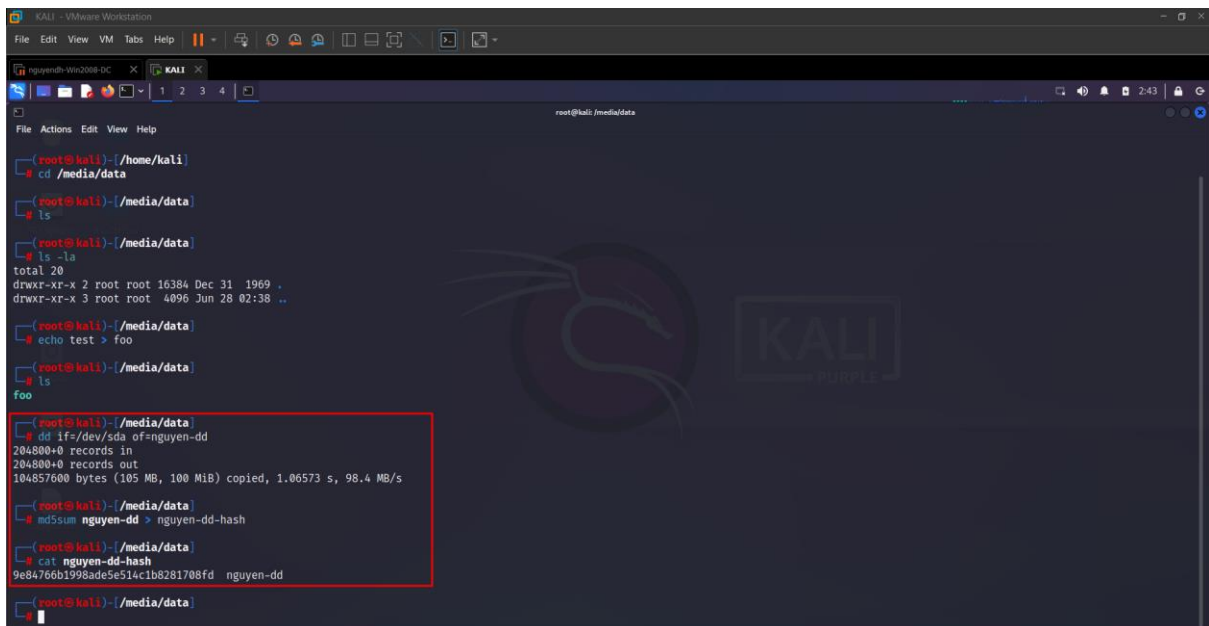 KALI - VMware Workstation
File Edit View VM Tabs Help
nguyendh-Win2008-DC KALI
1 2 3 4 2:43
root@kali: /media/data
File Actions Edit View Help
┌──(root㉿kali)-[/home/kali]
└─# cd /media/data
┌──(root㉿kali)-[/media/data]
└─# ls
┌──(root㉿kali)-[/media/data]
└─# ls -la
total 20
drwxr-xr-x 2 root root 16384 Dec 31 1969 .
drwxr-xr-x 3 root root 4096 Jun 28 02:38 ..
┌──(root㉿kali)-[/media/data]
└─# echo test > foo
┌──(root㉿kali)-[/media/data]
└─# ls
foo
┌──(root㉿kali)-[/media/data]
└─# dd if=/dev/sda of=nguyen-dd
204800+0 records in
204800+0 records out
104857600 bytes (105 MB, 100 MiB) copied, 1.06573 s, 98.4 MB/s
┌──(root㉿kali)-[/media/data]
└─# md5sum nguyen-dd > nguyen-dd-hash
┌──(root㉿kali)-[/media/data]
└─# cat nguyen-dd-hash
9e84766b1998ade5e514c1b8281708fd nguyen-dd
┌──(root㉿kali)-[/media/data]
└─#
KALI
PURPLE